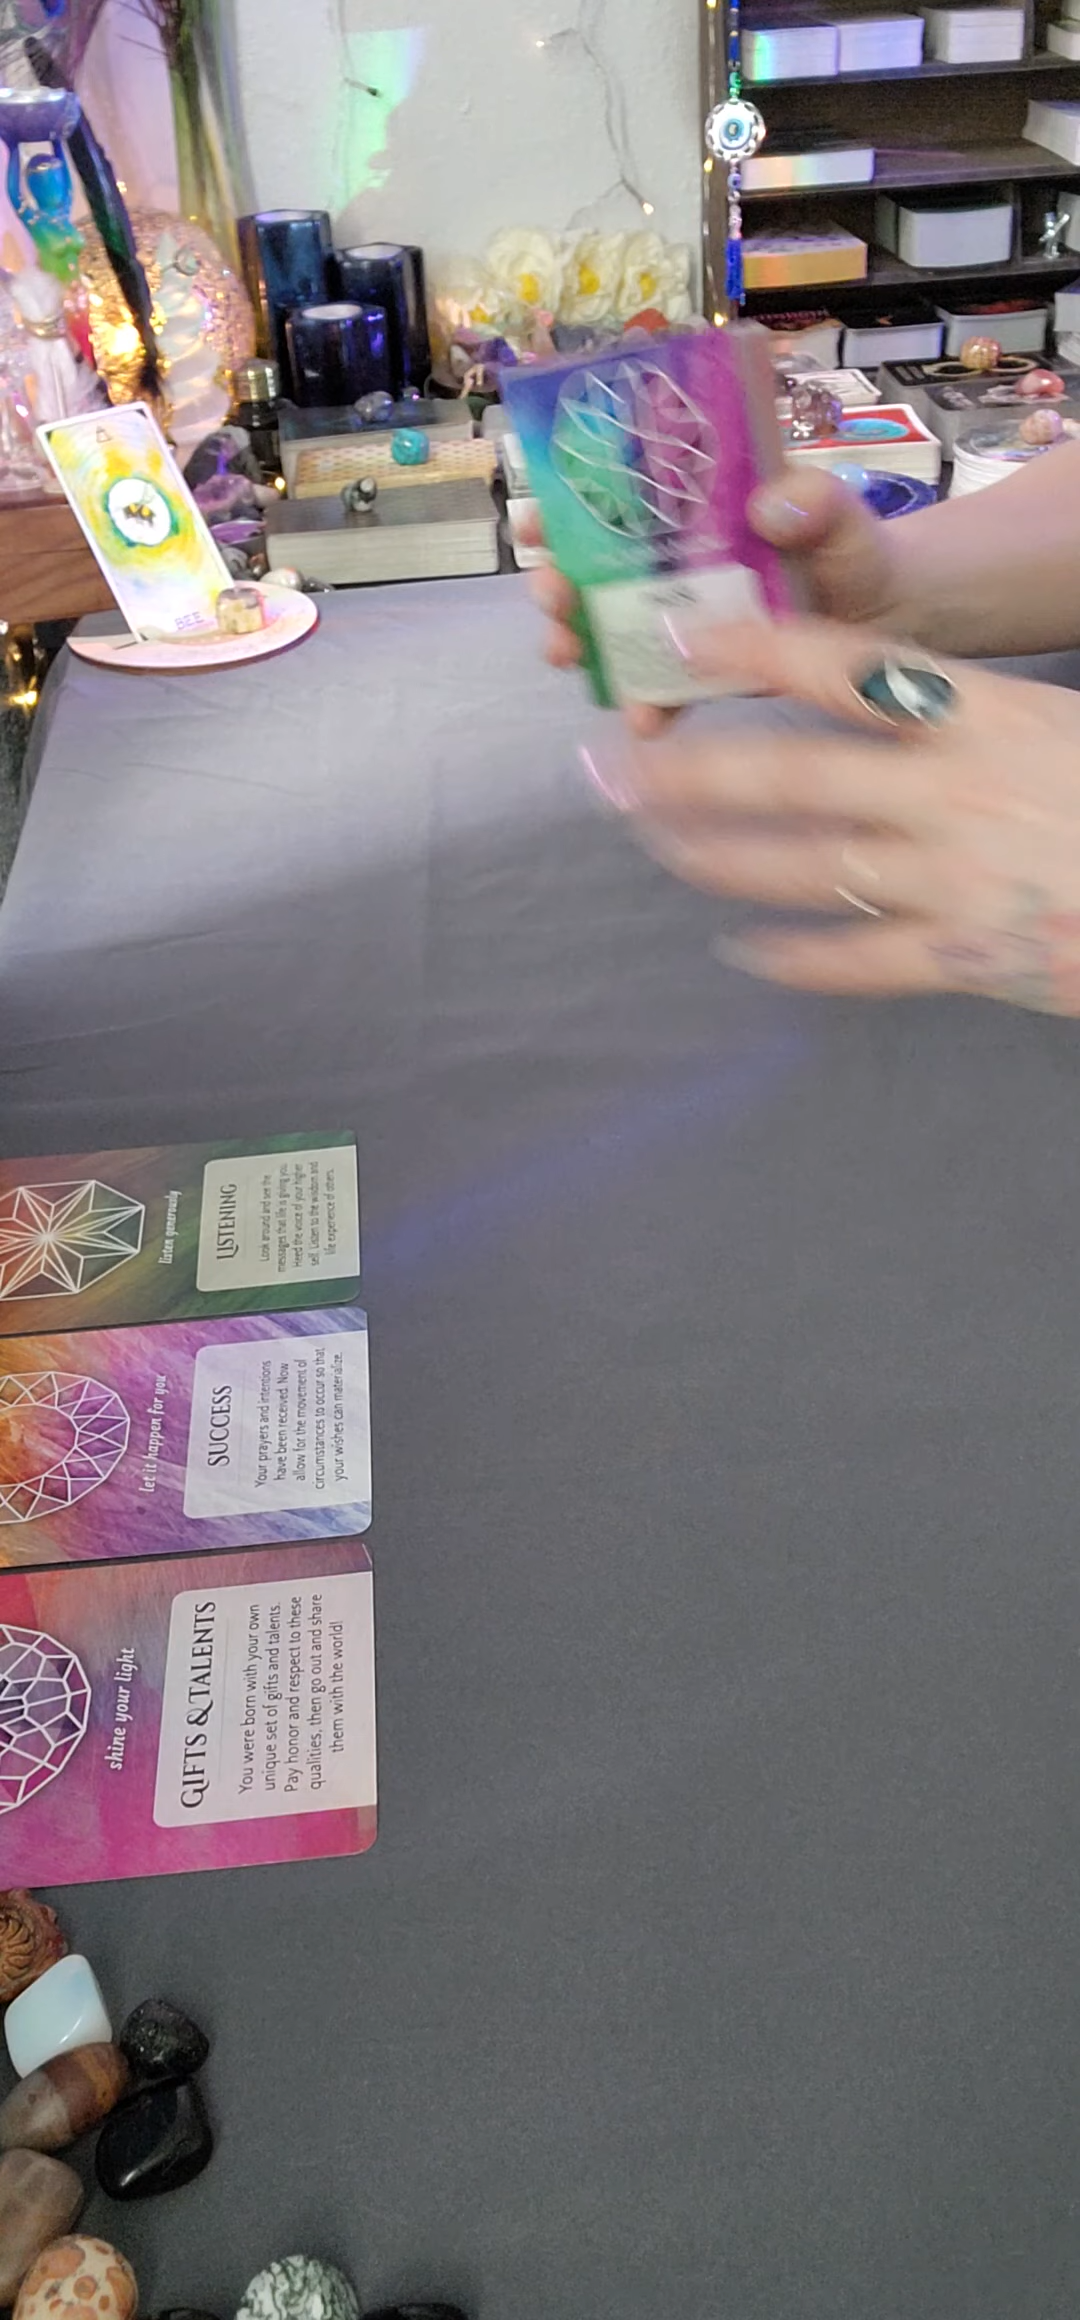 BEE
listen generously
LISTENING
Look around and see the
messages that life is giving you.
Heed the voice of your higher
self. Listen to the wisdom and
life experience of others.
let it happen for you
SUCCESS
Your prayers and intentions
have been received. Now
allow for the movement of
circumstances to occur so that
your wishes can materialize.
shine your light
GIFTS & TALENTS
You were born with your own
unique set of gifts and talents.
Pay honor and respect to these
qualities, then go out and share
them with the world!